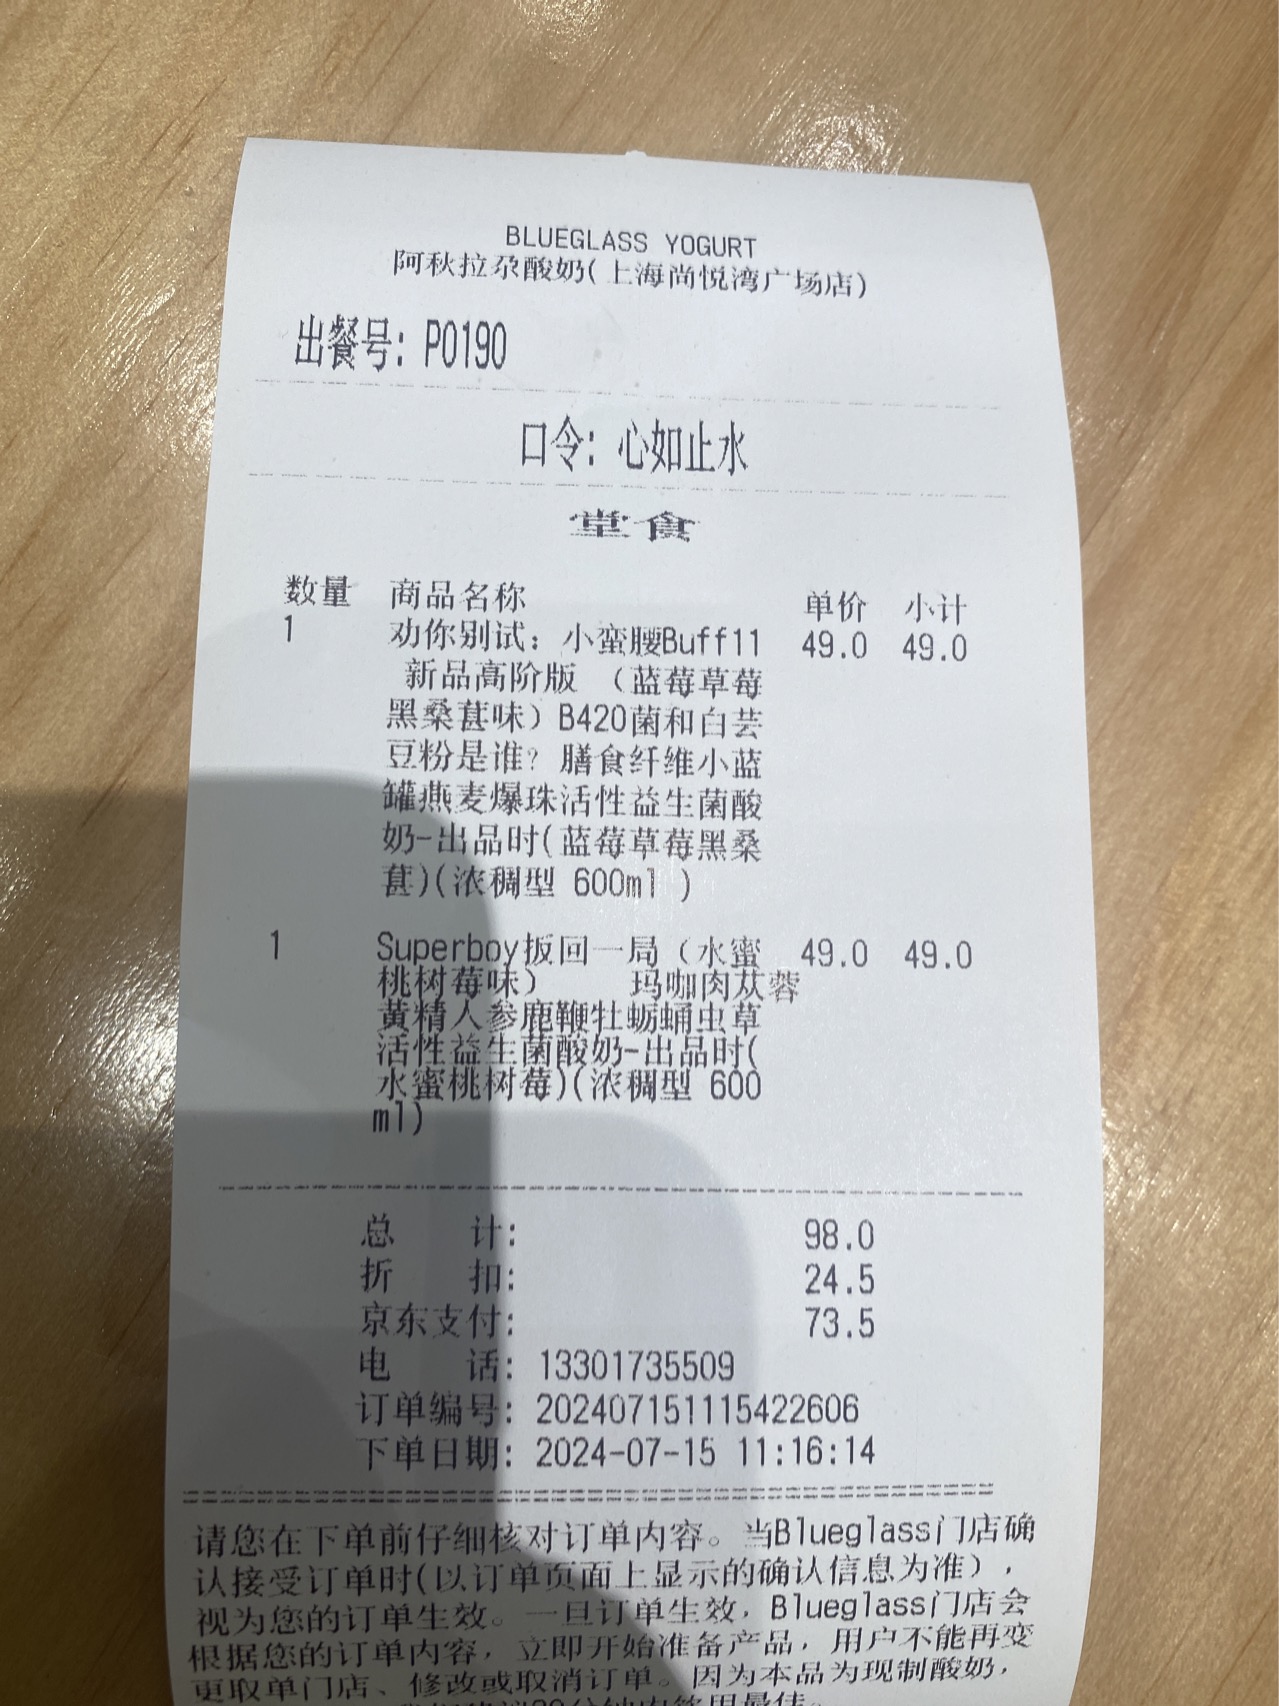 BLUEGLASS YOGURT
阿秋拉尕酸奶(上海尚悦湾广场店)
出餐号: P0190
口令: 心如止水
堂食
数量 商品名称 单价 小计
1 劝你别试: 小蛮腰Buff11 49.0 49.0
新品高阶版 （蓝莓草莓
黑桑葚味）B420菌和白芸
豆粉是谁? 膳食纤维小蓝
罐燕麦爆珠活性益生菌酸
奶-出品时(蓝莓草莓黑桑
葚)(浓稠型 600ml )
1 Superboy扳回一局（水蜜 49.0 49.0
桃树莓味） 玛咖肉苁蓉
黄精人参鹿鞭牡蛎蛹虫草
活性益生菌酸奶-出品时(
水蜜桃树莓)(浓稠型 600
ml)
总 计: 98.0
折 扣: 24.5
京东支付: 73.5
电 话: 13301735509
订单编号: 202407151115422606
下单日期: 2024-07-15 11:16:14
请您在下单前仔细核对订单内容。当Blueglass门店确
认接受订单时(以订单页面上显示的确认信息为准)，
视为您的订单生效。一旦订单生效，Blueglass门店会
根据您的订单内容，立即开始准备产品，用户不能再变
更取单门店、修改或取消订单。因为本品为现制酸奶，
分钟内饮用最佳。